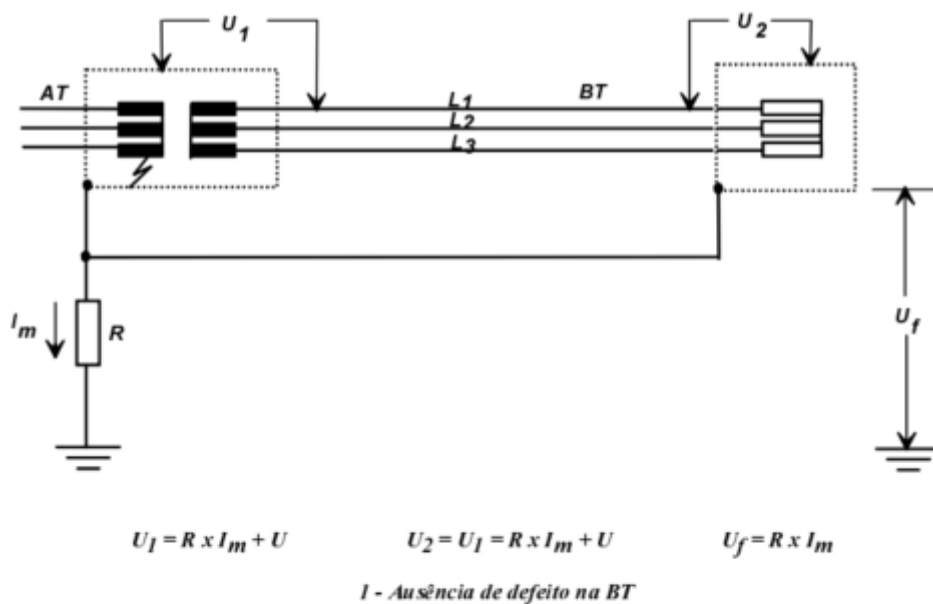 U1
U2
AT
L1
BT
L2
L3
Im
R
Uf
U1 = R x Im + U
U2 = U1 = R x Im + U
Uf = R x Im
1 - Ausência de defeito na BT